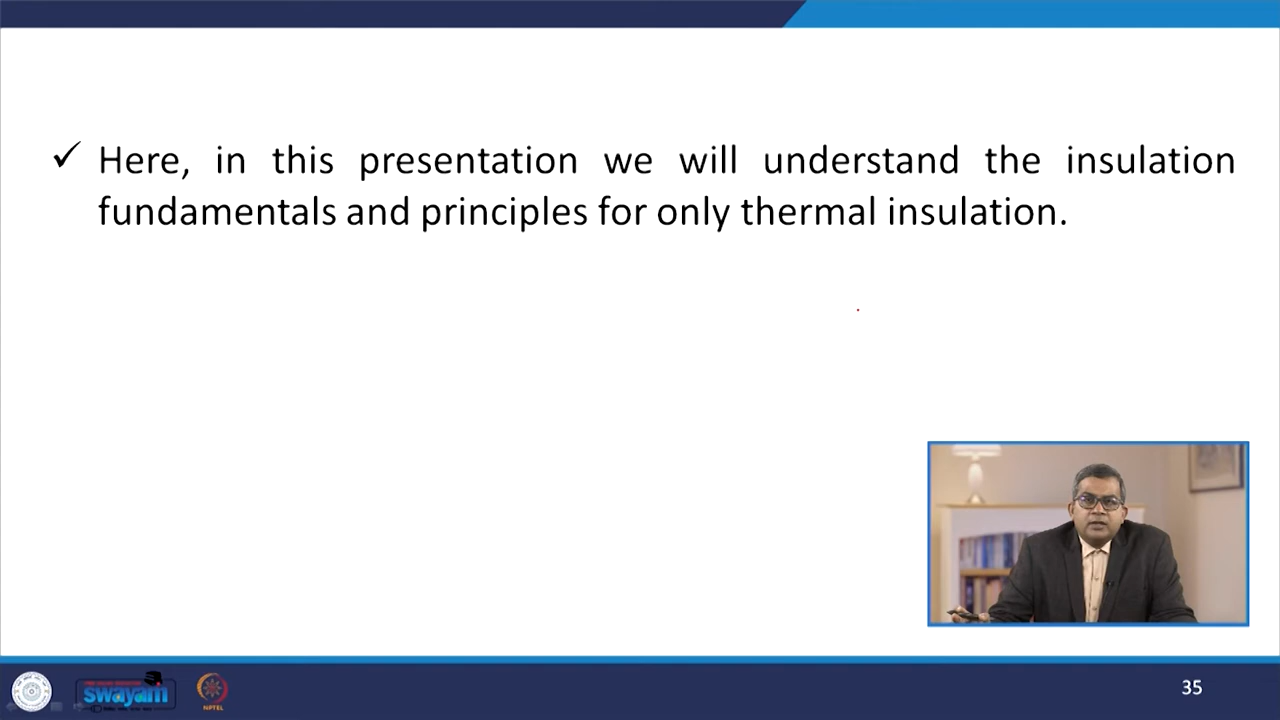 ✓ Here, in this presentation we will understand the insulation
fundamentals and principles for only thermal insulation.
swayam
NPTEL
35